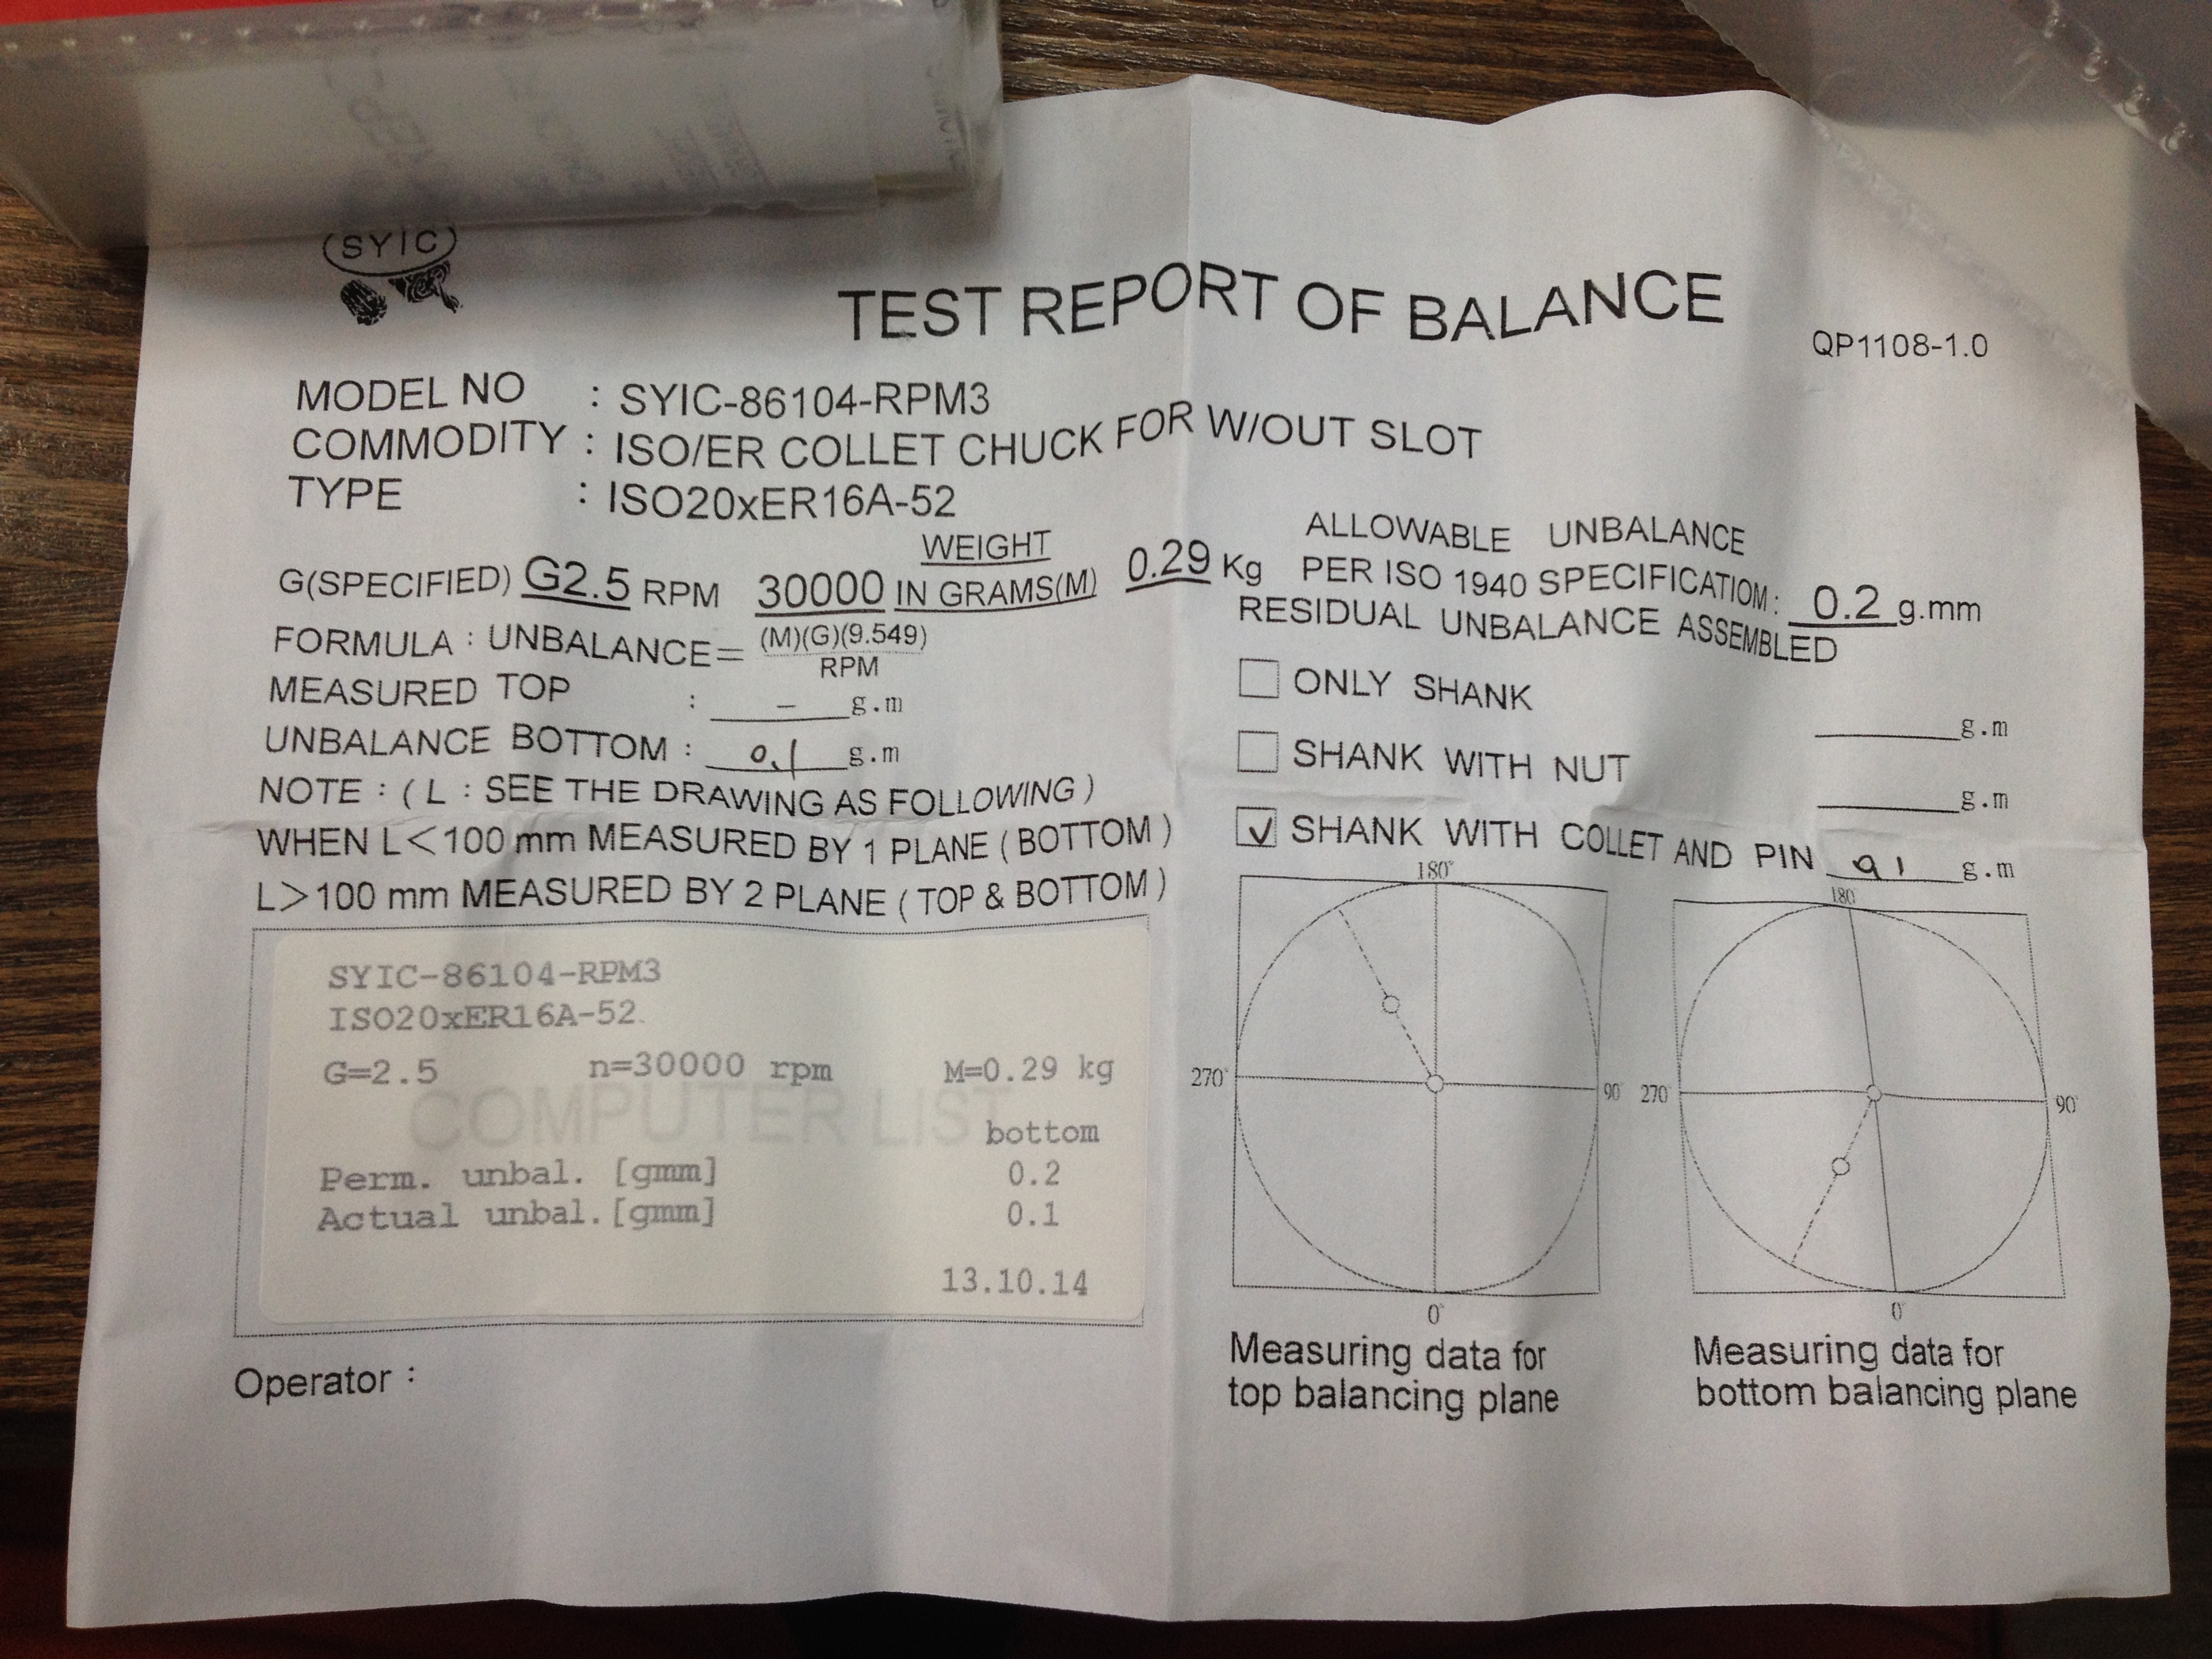 SYIC
TEST REPORT OF BALANCE
QP1108-1.0
MODEL NO : SYIC-86104-RPM3
COMMODITY : ISO/ER COLLET CHUCK FOR W/OUT SLOT
TYPE : ISO20xER16A-52
G(SPECIFIED) G2.5 RPM 30000 WEIGHT IN GRAMS(M) 0.29 Kg
FORMULA : UNBALANCE= (M)(G)(9.549)
RPM
MEASURED TOP : – g.m
UNBALANCE BOTTOM : 0.1 g.m
NOTE : ( L : SEE THE DRAWING AS FOLLOWING )
WHEN L<100 mm MEASURED BY 1 PLANE ( BOTTOM )
L>100 mm MEASURED BY 2 PLANE ( TOP & BOTTOM )
ALLOWABLE UNBALANCE
PER ISO 1940 SPECIFICATIOM : 0.2 g.mm
RESIDUAL UNBALANCE ASSEMBLED
ONLY SHANK g.m
SHANK WITH NUT g.m
✓ SHANK WITH COLLET AND PIN 0.1 g.m
SYIC-86104-RPM3
ISO20xER16A-52
G=2.5 n=30000 rpm M=0.29 kg
COMPUTER LIST
bottom
Perm. unbal. [gmm] 0.2
Actual unbal.[gmm] 0.1
13.10.14
Operator :
180°
270°
90°
0°
Measuring data for
top balancing plane
180°
270°
90°
0°
Measuring data for
bottom balancing plane